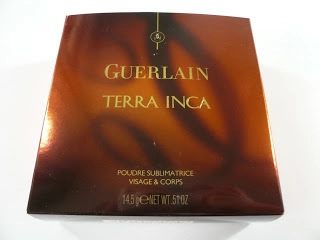 GUERLAIN
TERRA INCA
POUDRE SUBLIMATRICE
VISAGE & CORPS
14,5 g e NET WT. .51 OZ